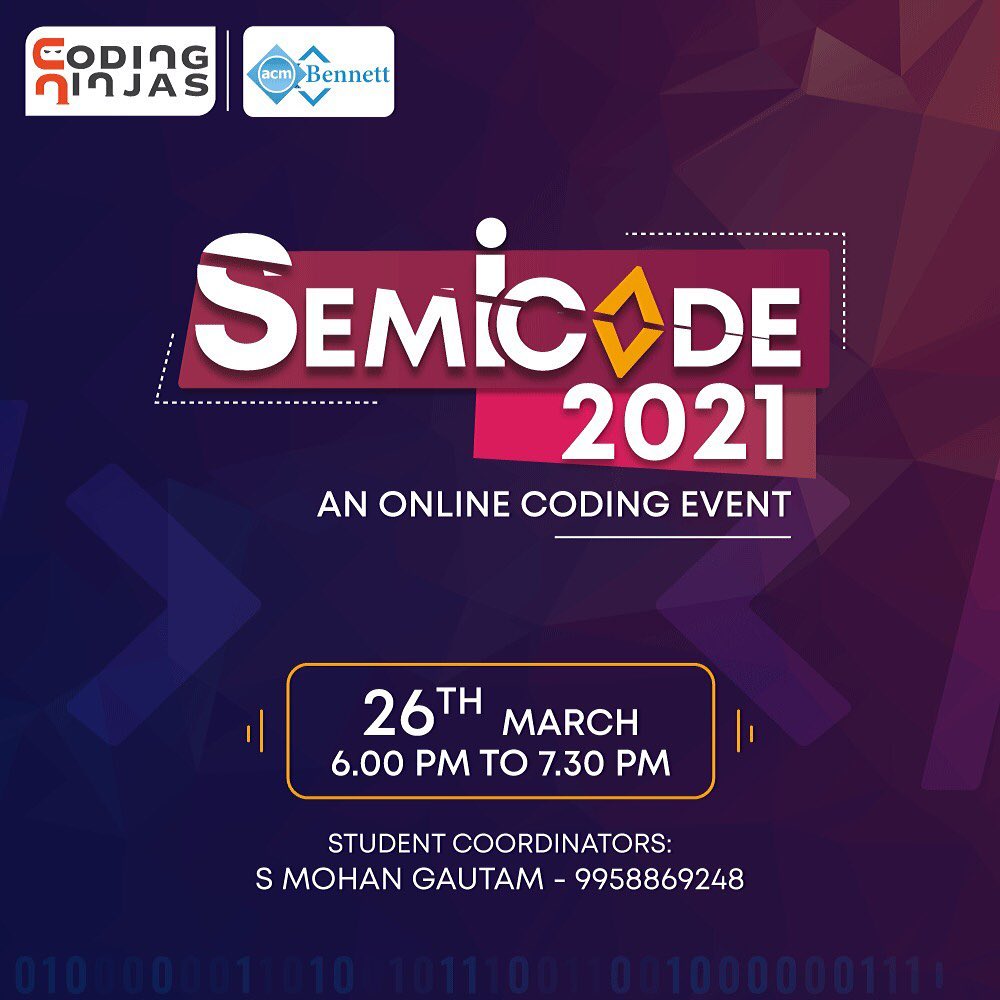 CODING
NINJAS
acm Bennett
SEMICODE
2021
AN ONLINE CODING EVENT
26TH MARCH
6.00 PM TO 7.30 PM
STUDENT COORDINATORS:
S MOHAN GAUTAM - 9958869248